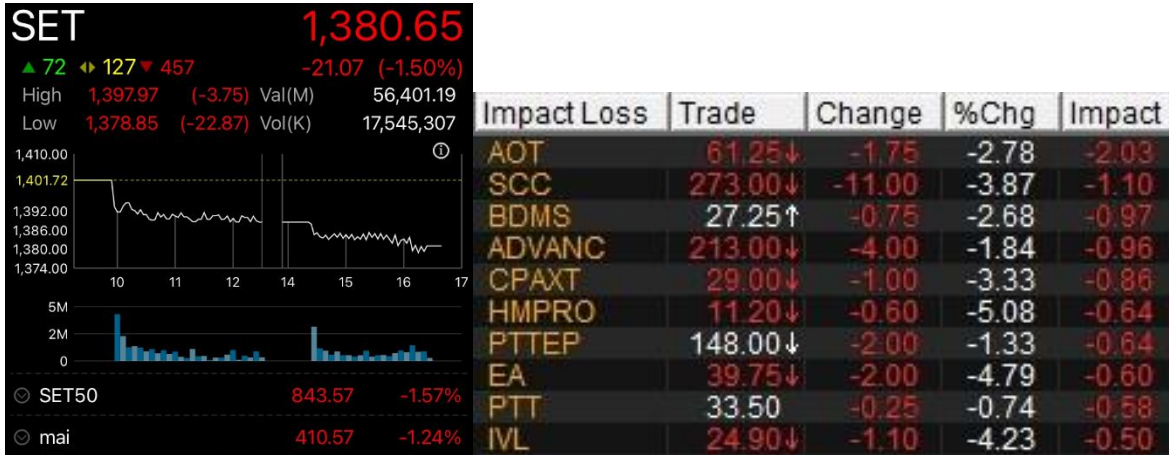 SET 1,380.65
▲ 72 ◂▸ 127 ▼ 457 -21.07 (-1.50%)
High 1,397.97 (-3.75) Val(M) 56,401.19
Low 1,378.85 (-22.87) Vol(K) 17,545,307
1,410.00
1,401.72
1,392.00
1,386.00
1,380.00
1,374.00
10 11 12 14 15 16 17
5M
2M
0
SET50 843.57 -1.57%
mai 410.57 -1.24%
Impact Loss Trade Change %Chg Impact
AOT 61.25↓ -1.75 -2.78 -2.03
SCC 273.00↓ -11.00 -3.87 -1.10
BDMS 27.25↑ -0.75 -2.68 -0.97
ADVANC 213.00↓ -4.00 -1.84 -0.96
CPAXT 29.00↓ -1.00 -3.33 -0.86
HMPRO 11.20↓ -0.60 -5.08 -0.64
PTTEP 148.00↓ -2.00 -1.33 -0.64
EA 39.75↓ -2.00 -4.79 -0.60
PTT 33.50 -0.25 -0.74 -0.58
IVL 24.90↓ -1.10 -4.23 -0.50